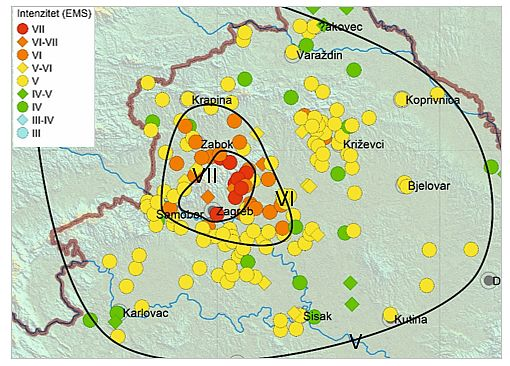 Intenzitet (EMS)
VII
VI-VII
VI
V-VI
V
IV-V
IV
III-IV
III
Varaždin
Krapina
Koprivnica
Zabok
Križevci
VII
VI
Bjelovar
Samobor
Zagreb
D
Karlovac
Sisak
Kutina
V